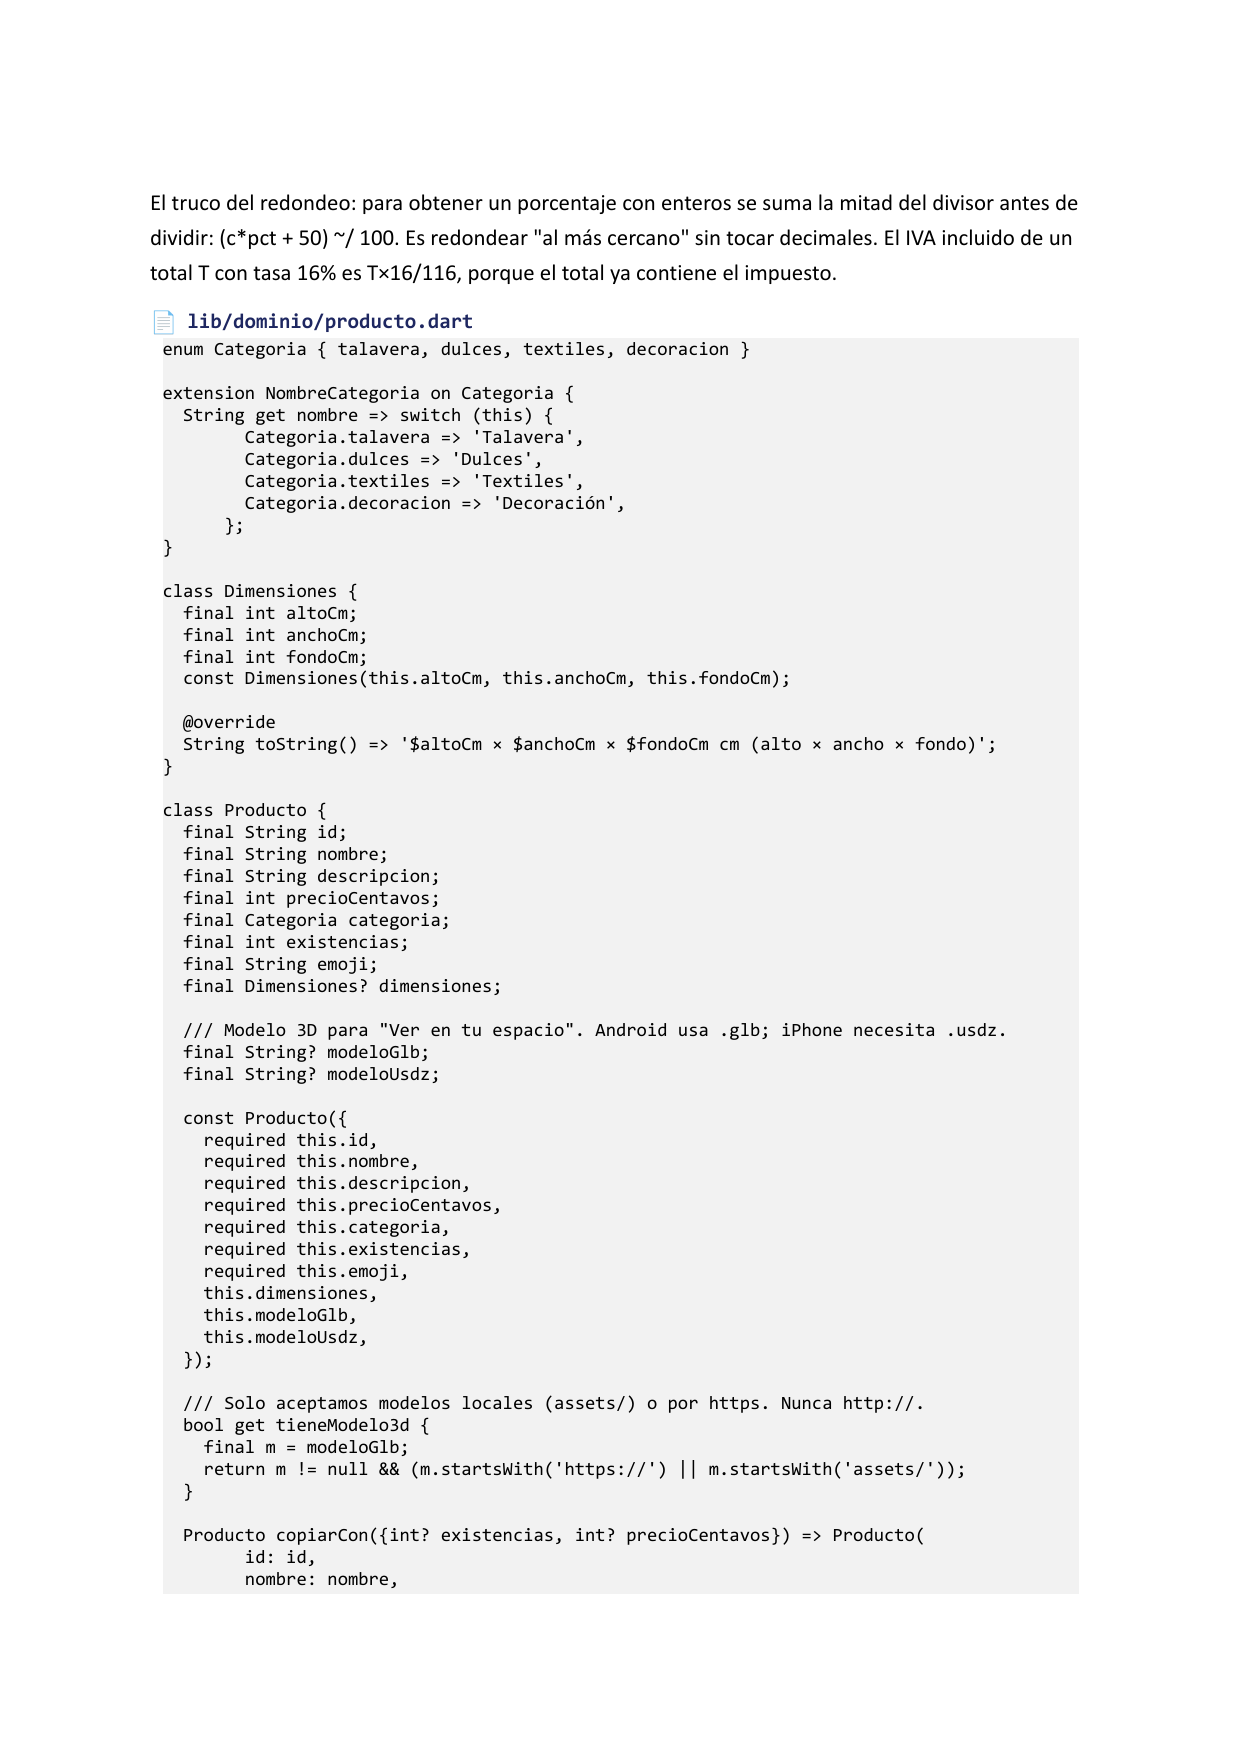 El truco del redondeo: para obtener un porcentaje con enteros se suma la mitad del divisor antes de
dividir: (c*pct + 50) ~/ 100. Es redondear "al más cercano" sin tocar decimales. El IVA incluido de un
total T con tasa 16% es T×16/116, porque el total ya contiene el impuesto.
lib/dominio/producto.dart
enum Categoria { talavera, dulces, textiles, decoracion }

extension NombreCategoria on Categoria {
  String get nombre => switch (this) {
        Categoria.talavera => 'Talavera',
        Categoria.dulces => 'Dulces',
        Categoria.textiles => 'Textiles',
        Categoria.decoracion => 'Decoración',
      };
}

class Dimensiones {
  final int altoCm;
  final int anchoCm;
  final int fondoCm;
  const Dimensiones(this.altoCm, this.anchoCm, this.fondoCm);

  @override
  String toString() => '$altoCm × $anchoCm × $fondoCm cm (alto × ancho × fondo)';
}

class Producto {
  final String id;
  final String nombre;
  final String descripcion;
  final int precioCentavos;
  final Categoria categoria;
  final int existencias;
  final String emoji;
  final Dimensiones? dimensiones;

  /// Modelo 3D para "Ver en tu espacio". Android usa .glb; iPhone necesita .usdz.
  final String? modeloGlb;
  final String? modeloUsdz;

  const Producto({
    required this.id,
    required this.nombre,
    required this.descripcion,
    required this.precioCentavos,
    required this.categoria,
    required this.existencias,
    required this.emoji,
    this.dimensiones,
    this.modeloGlb,
    this.modeloUsdz,
  });

  /// Solo aceptamos modelos locales (assets/) o por https. Nunca http://.
  bool get tieneModelo3d {
    final m = modeloGlb;
    return m != null && (m.startsWith('https://') || m.startsWith('assets/'));
  }

  Producto copiarCon({int? existencias, int? precioCentavos}) => Producto(
        id: id,
        nombre: nombre,